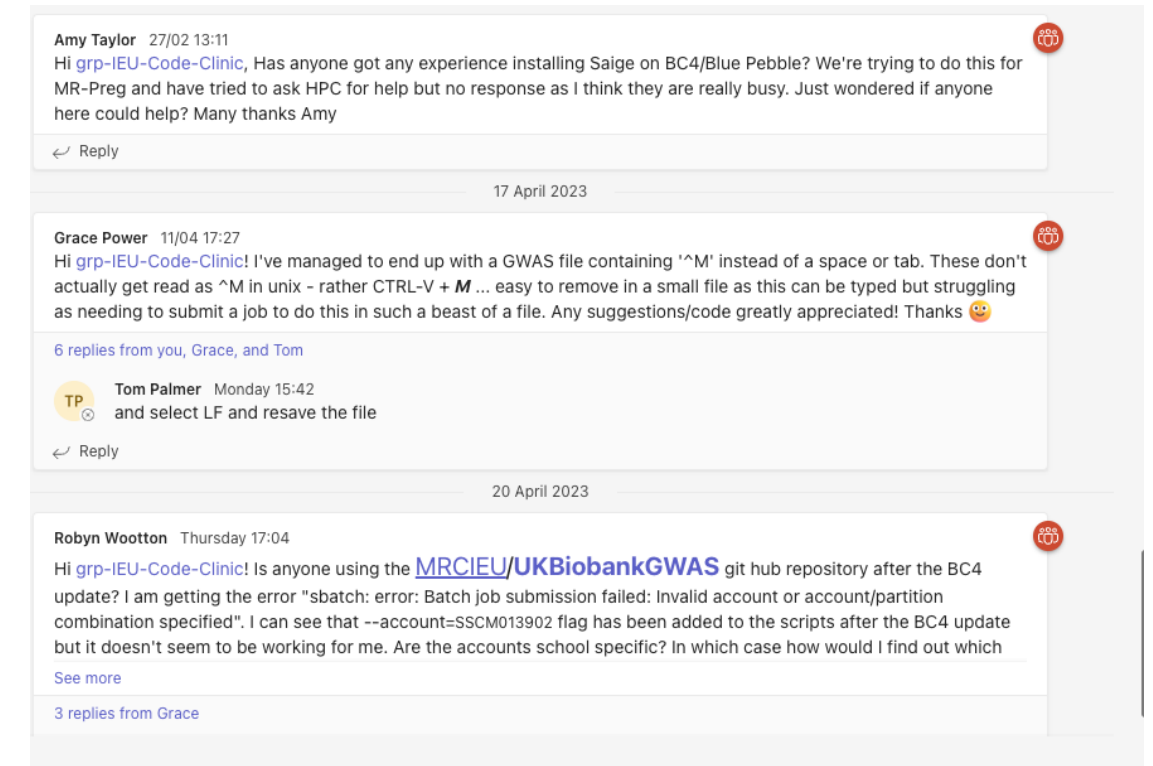 Amy Taylor 27/02 13:11
Hi grp-IEU-Code-Clinic, Has anyone got any experience installing Saige on BC4/Blue Pebble? We're trying to do this for
MR-Preg and have tried to ask HPC for help but no response as I think they are really busy. Just wondered if anyone
here could help? Many thanks Amy
Reply
17 April 2023
Grace Power 11/04 17:27
Hi grp-IEU-Code-Clinic! I've managed to end up with a GWAS file containing '^M' instead of a space or tab. These don't
actually get read as ^M in unix - rather CTRL-V + M ... easy to remove in a small file as this can be typed but struggling
as needing to submit a job to do this in such a beast of a file. Any suggestions/code greatly appreciated! Thanks
6 replies from you, Grace, and Tom
TP
Tom Palmer Monday 15:42
and select LF and resave the file
Reply
20 April 2023
Robyn Wootton Thursday 17:04
Hi grp-IEU-Code-Clinic! Is anyone using the MRCIEU/UKBiobankGWAS git hub repository after the BC4
update? I am getting the error "sbatch: error: Batch job submission failed: Invalid account or account/partition
combination specified". I can see that --account=SSCM013902 flag has been added to the scripts after the BC4 update
but it doesn't seem to be working for me. Are the accounts school specific? In which case how would I find out which
See more
3 replies from Grace